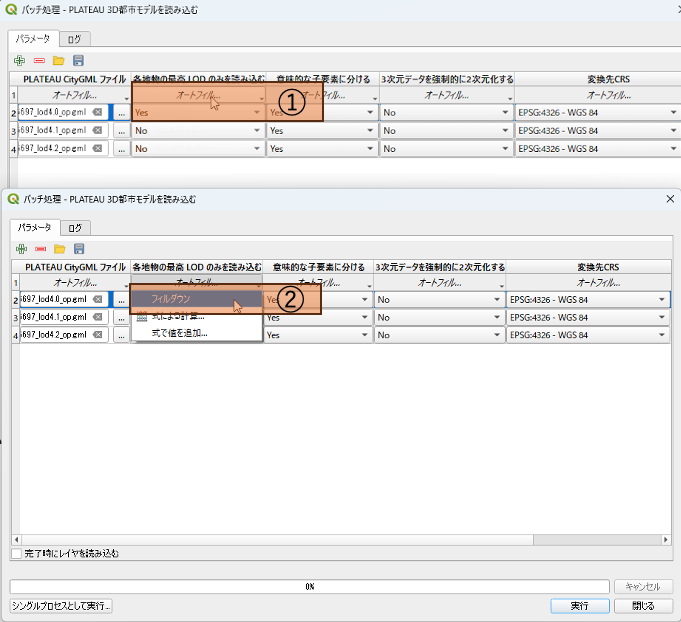 バッチ処理 - PLATEAU 3D都市モデルを読み込む
パラメータ ログ
PLATEAU CityGML ファイル 各地物の最高 LOD のみを読み込む 意味的な子要素に分ける 3次元データを強制的に2次元化する 変換先CRS
1 オートフィル... オートフィル... オートフィル... オートフィル... オートフィル...
①
2 697_lod4.0_op.gml ... Yes Yes No EPSG:4326 - WGS 84
3 697_lod4.1_op.gml ... No Yes No EPSG:4326 - WGS 84
4 697_lod4.2_op.gml ... No Yes No EPSG:4326 - WGS 84
バッチ処理 - PLATEAU 3D都市モデルを読み込む
パラメータ ログ
PLATEAU CityGML ファイル 各地物の最高 LOD のみを読み込む 意味的な子要素に分ける 3次元データを強制的に2次元化する 変換先CRS
1 オートフィル... オートフィル... オートフィル... オートフィル... オートフィル...
2 697_lod4.0_op.gml ... フィルダウン Yes ② No EPSG:4326 - WGS 84
3 697_lod4.1_op.gml ... 式による計算... Yes No EPSG:4326 - WGS 84
4 697_lod4.2_op.gml ... 式で値を追加... Yes No EPSG:4326 - WGS 84
完了時にレイヤを読み込む
0% キャンセル
シングルプロセスとして実行... 実行 閉じる